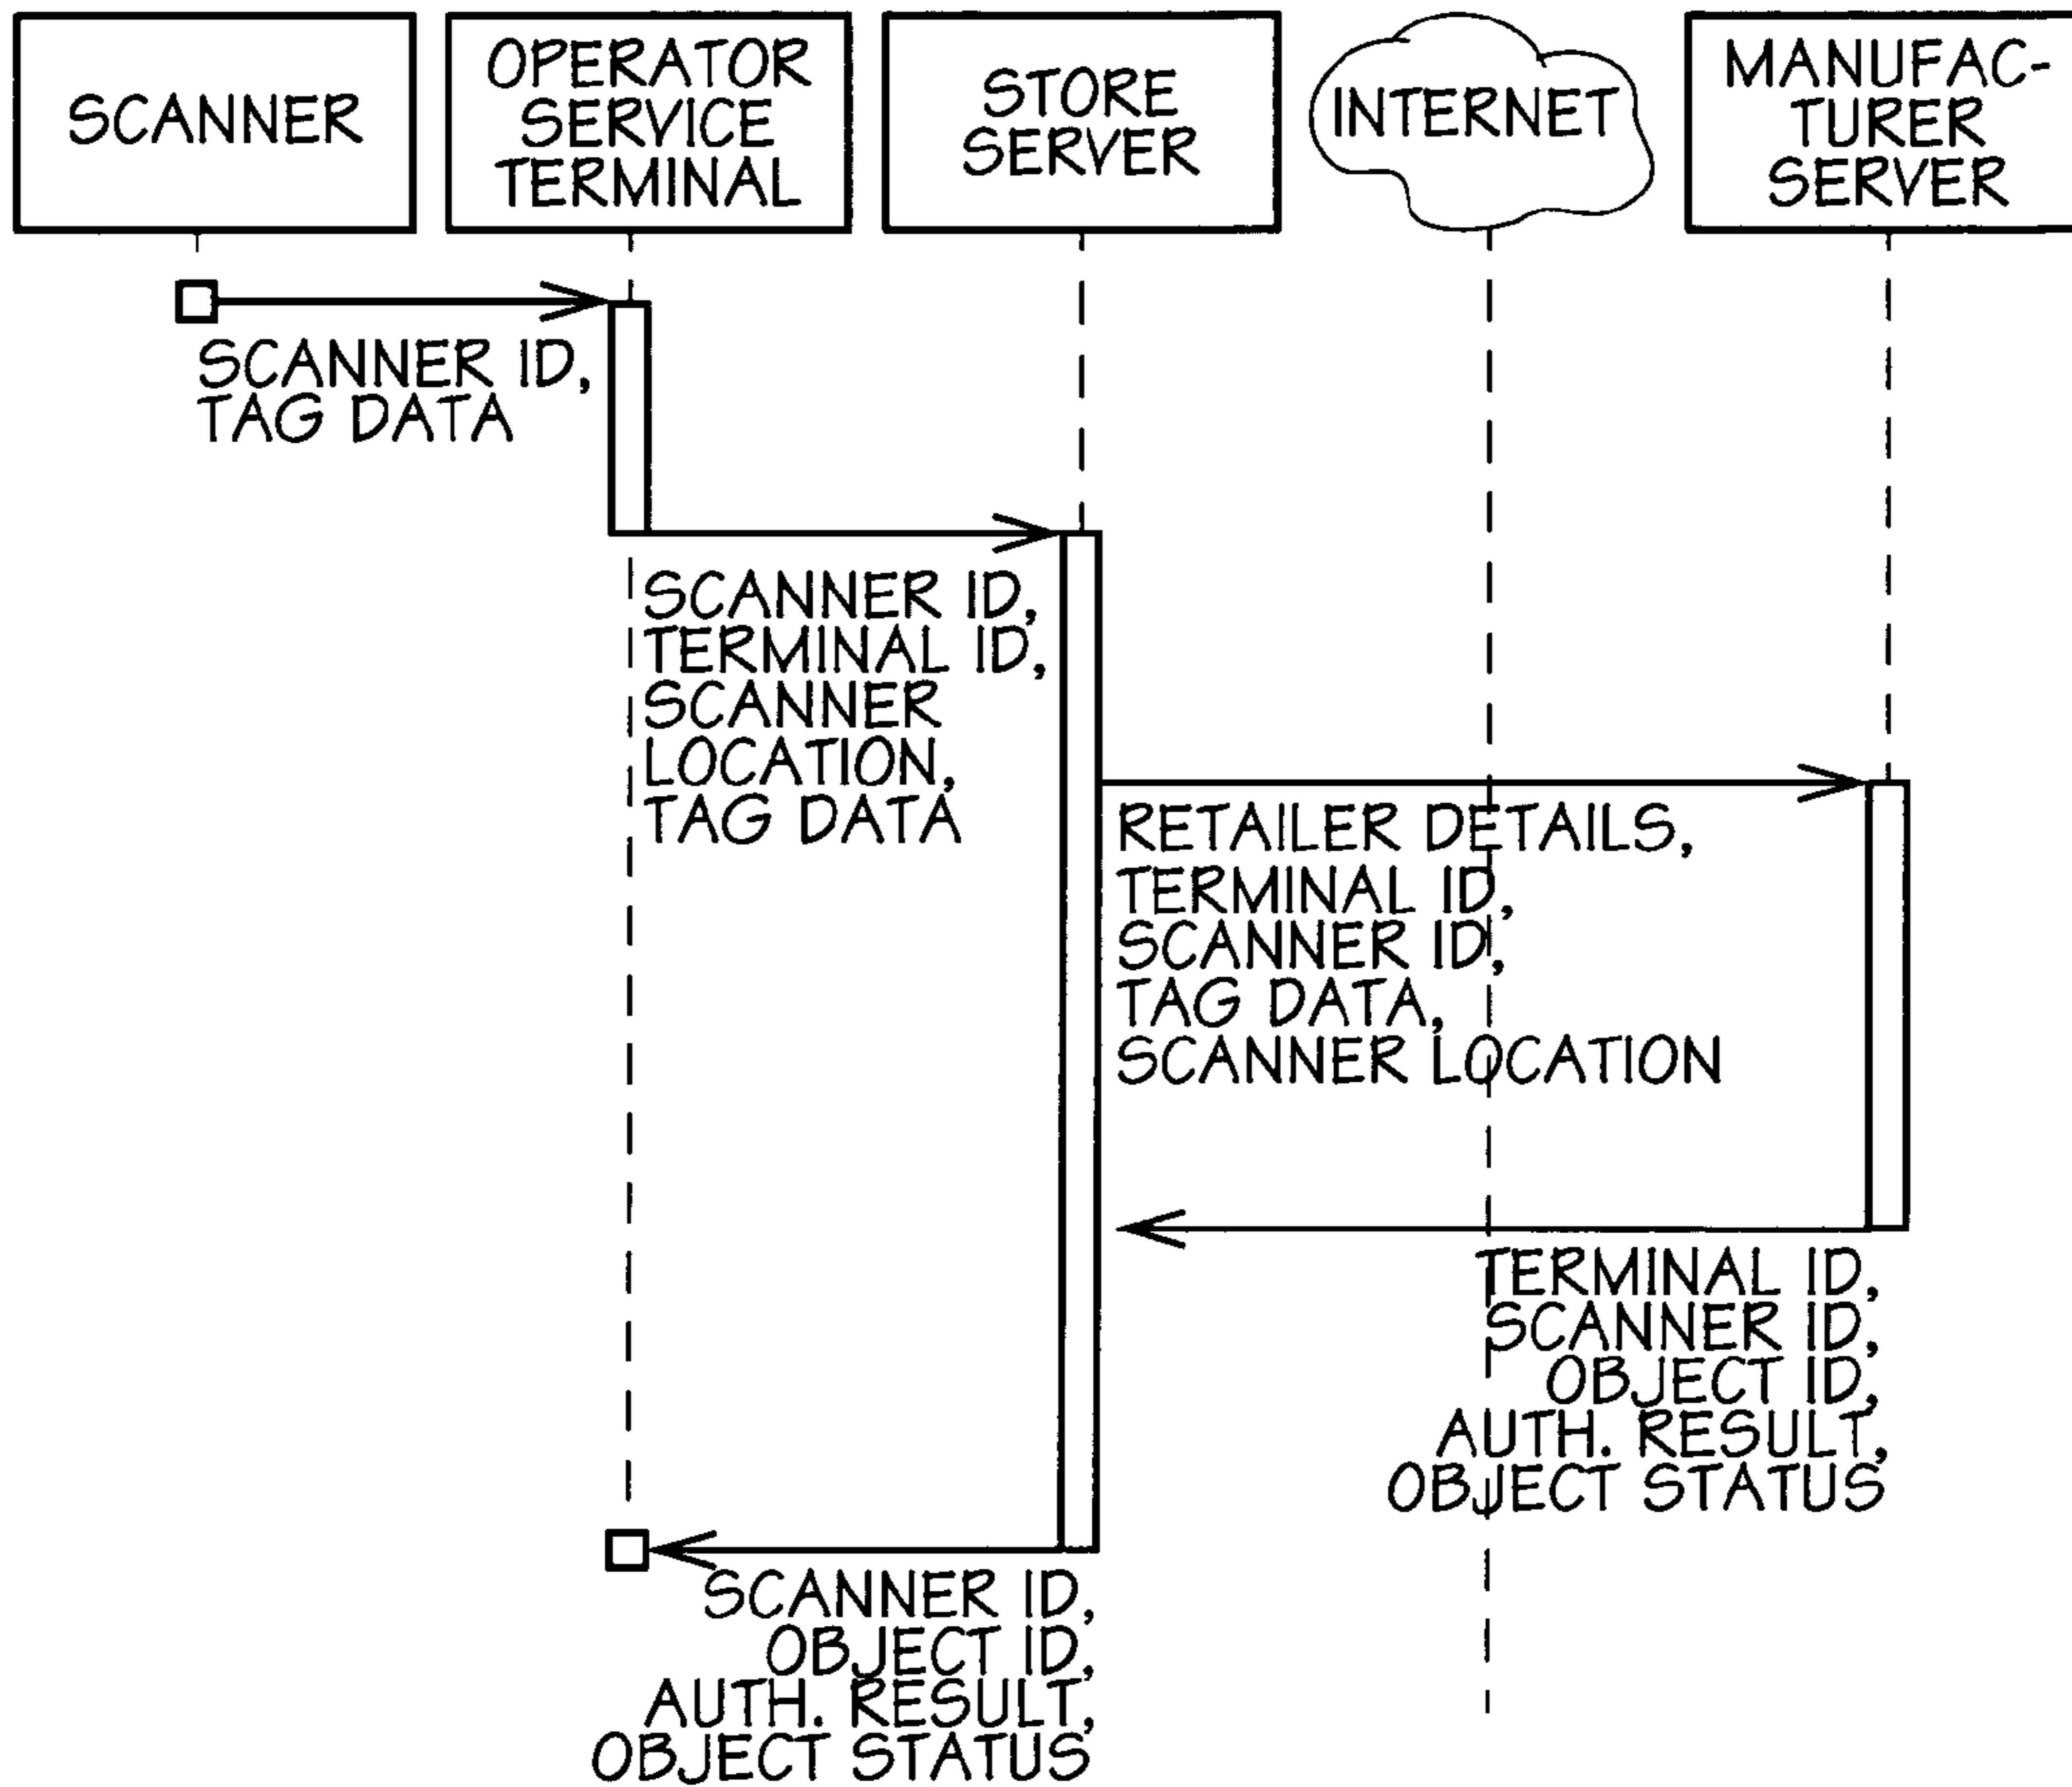 SCANNER
OPERATOR
SERVICE
TERMINAL
STORE
SERVER
INTERNET
MANUFAC-
TURER
SERVER
SCANNER ID,
TAG DATA
SCANNER ID,
TERMINAL ID,
SCANNER
LOCATION,
TAG DATA
RETAILER DETAILS,
TERMINAL ID,
SCANNER ID,
TAG DATA,
SCANNER LOCATION
TERMINAL ID,
SCANNER ID,
OBJECT ID,
AUTH. RESULT,
OBJECT STATUS
SCANNER ID,
OBJECT ID,
AUTH. RESULT,
OBJECT STATUS